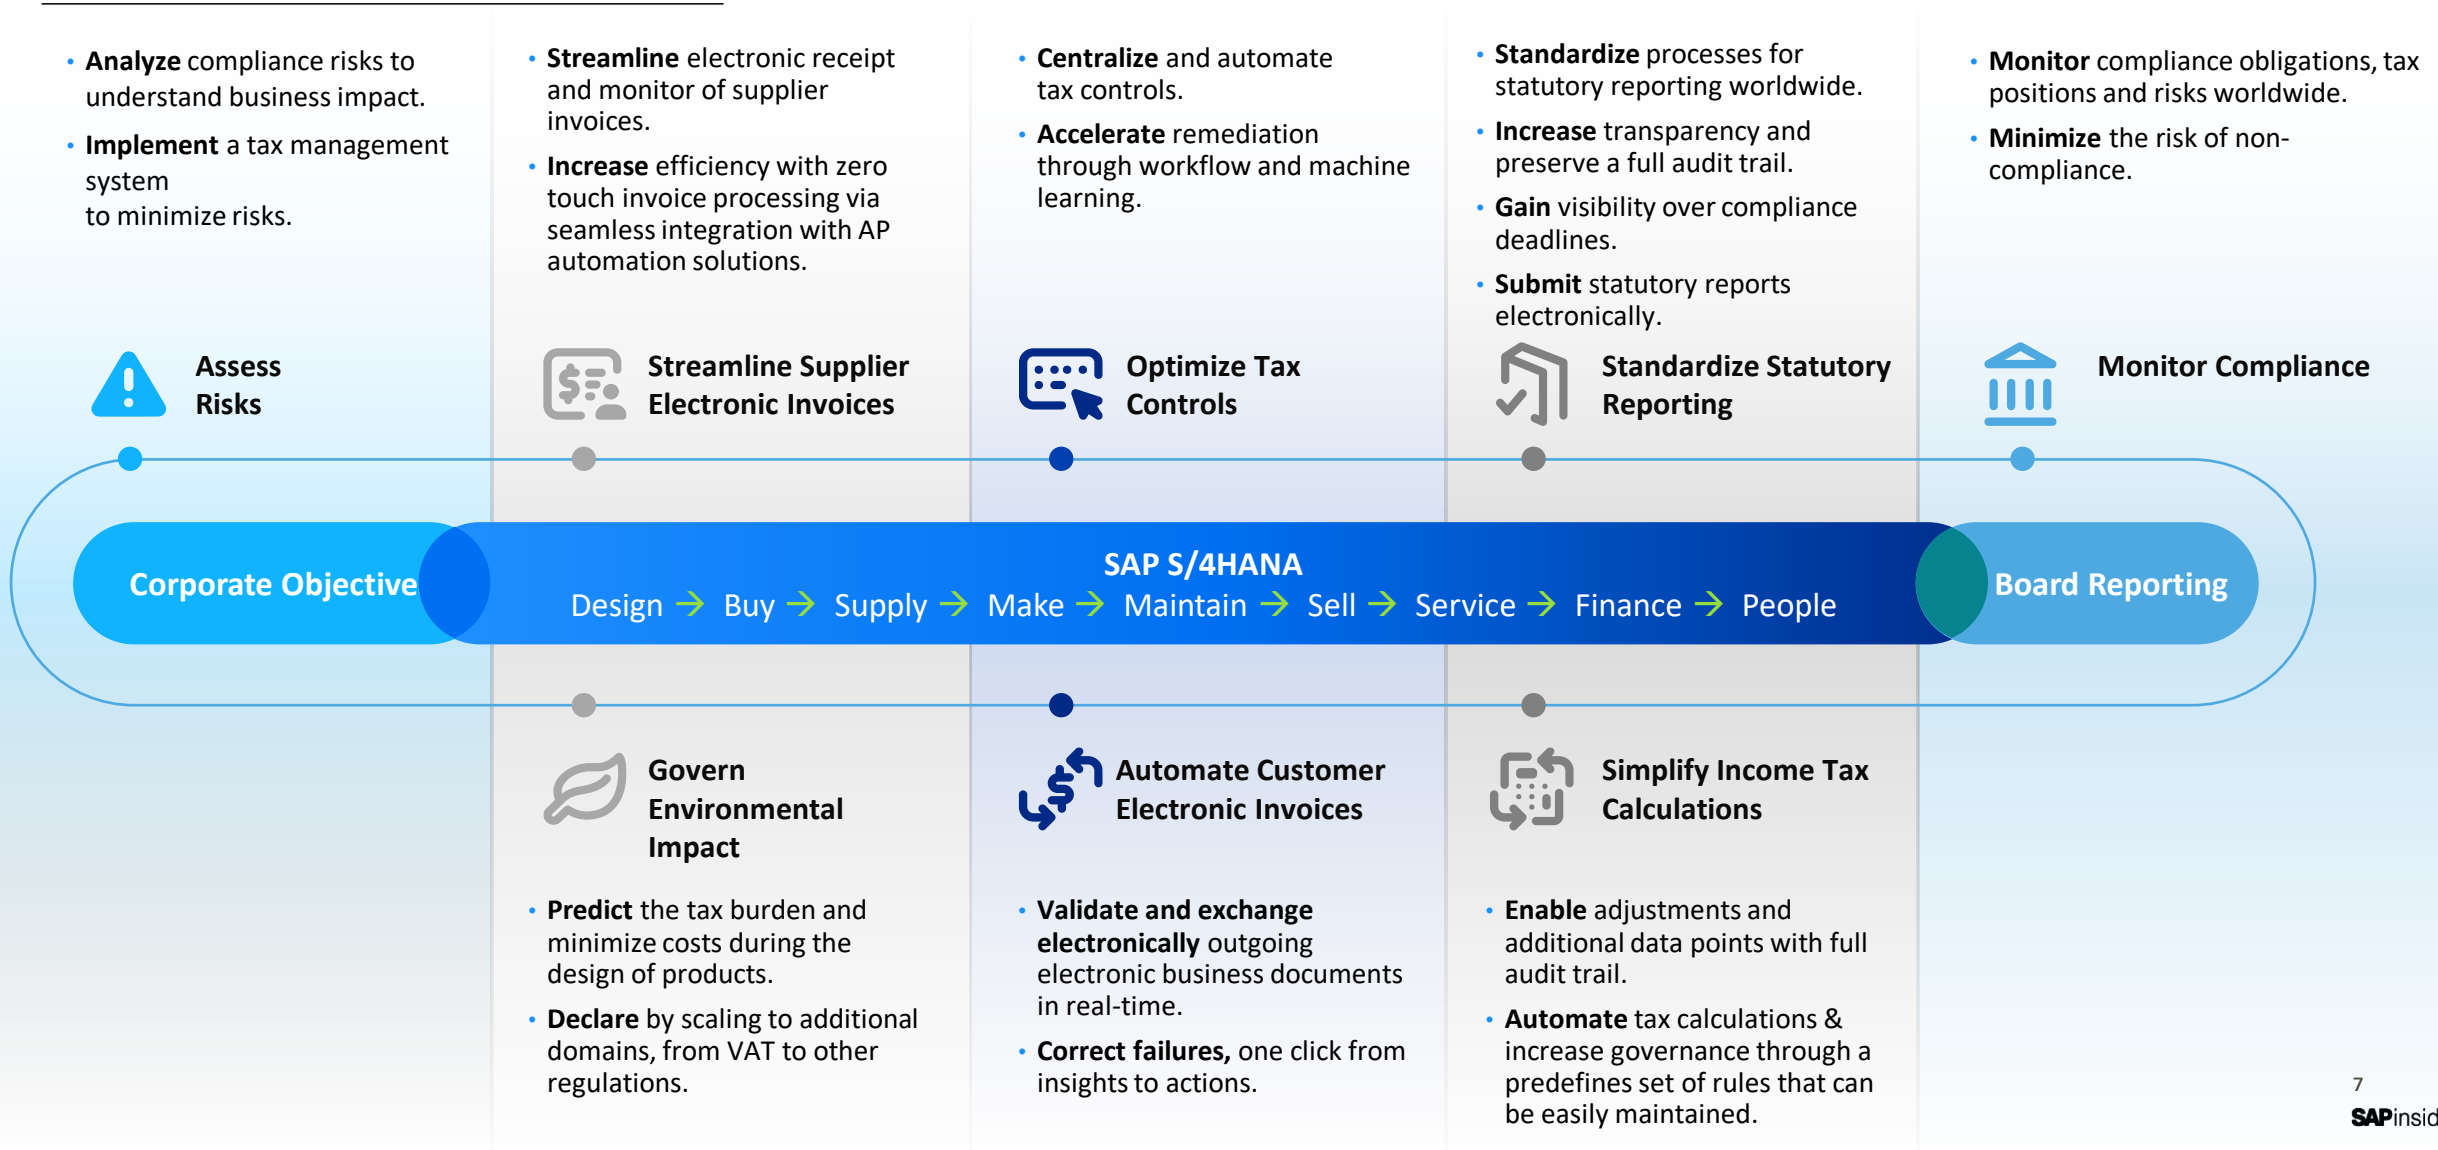 • Analyze compliance risks to
understand business impact.
• Implement a tax management
system
to minimize risks.
Assess
Risks
• Streamline electronic receipt
and monitor of supplier
invoices.
• Increase efficiency with zero
touch invoice processing via
seamless integration with AP
automation solutions.
Streamline Supplier
Electronic Invoices
• Centralize and automate
tax controls.
• Accelerate remediation
through workflow and machine
learning.
Optimize Tax
Controls
• Standardize processes for
statutory reporting worldwide.
• Increase transparency and
preserve a full audit trail.
• Gain visibility over compliance
deadlines.
• Submit statutory reports
electronically.
Standardize Statutory
Reporting
• Monitor compliance obligations, tax
positions and risks worldwide.
• Minimize the risk of non-
compliance.
Monitor Compliance
Corporate Objective
SAP S/4HANA
Design → Buy → Supply → Make → Maintain → Sell → Service → Finance → People
Board Reporting
Govern
Environmental
Impact
• Predict the tax burden and
minimize costs during the
design of products.
• Declare by scaling to additional
domains, from VAT to other
regulations.
Automate Customer
Electronic Invoices
• Validate and exchange
electronically outgoing
electronic business documents
in real-time.
• Correct failures, one click from
insights to actions.
Simplify Income Tax
Calculations
• Enable adjustments and
additional data points with full
audit trail.
• Automate tax calculations &
increase governance through a
predefines set of rules that can
be easily maintained.
7
SAPinsid